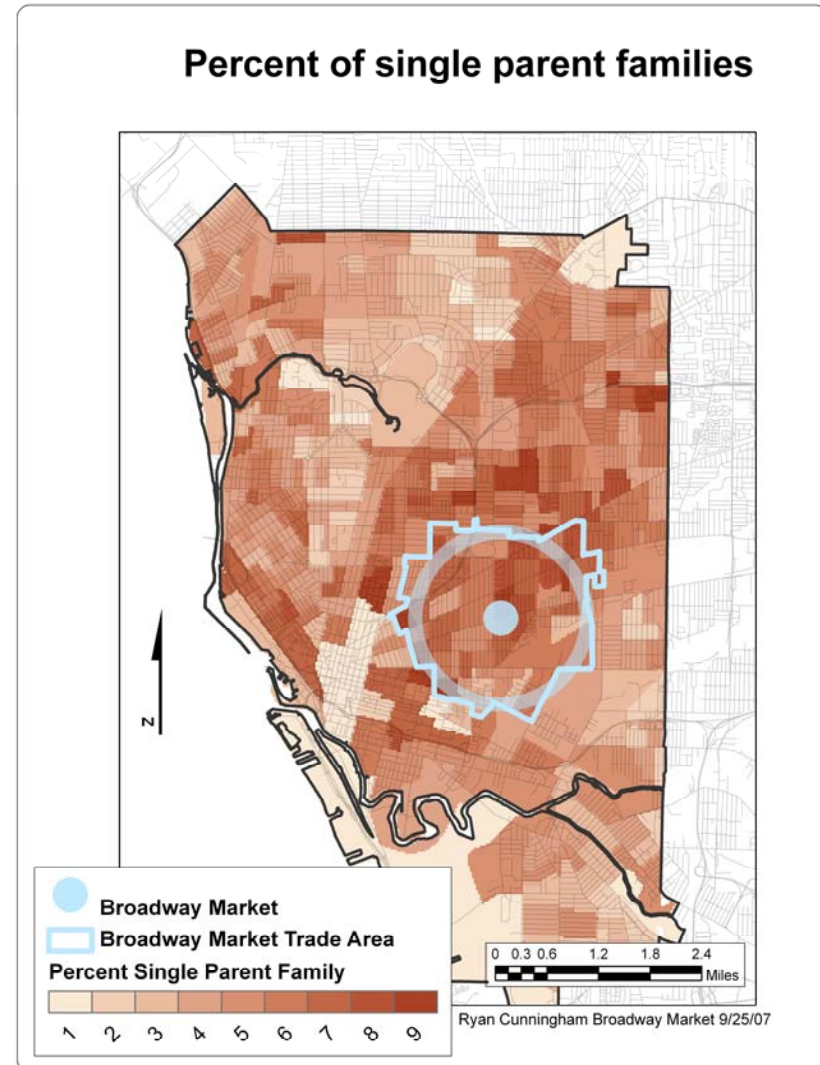 Percent of single parent families
N
Broadway Market
Broadway Market Trade Area
Percent Single Parent Family
1 2 3 4 5 6 7 8 9
0 0.3 0.6 1.2 1.8 2.4
Miles
Ryan Cunningham Broadway Market 9/25/07